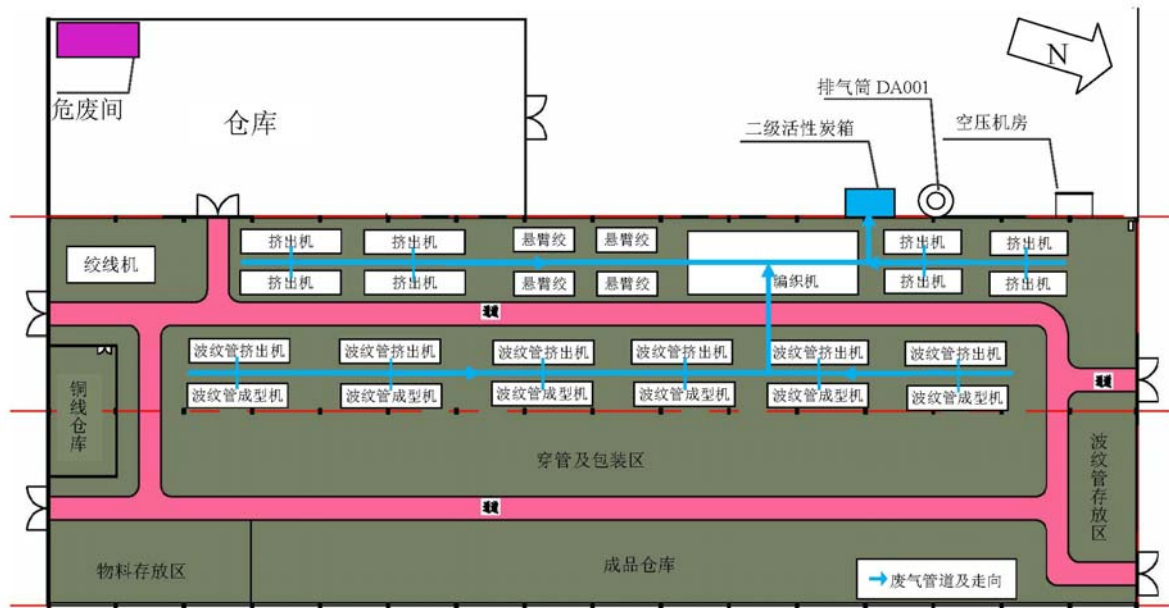 危废间
仓库
N
排气筒 DA001
二级活性炭箱
空压机房
绞线机
挤出机
挤出机
悬臂绞
悬臂绞
挤出机
挤出机
挤出机
挤出机
悬臂绞
悬臂绞
编织机
挤出机
挤出机
波纹管挤出机
波纹管挤出机
波纹管挤出机
波纹管挤出机
波纹管挤出机
波纹管挤出机
波纹管成型机
波纹管成型机
波纹管成型机
波纹管成型机
波纹管成型机
波纹管成型机
铜线仓库
穿管及包装区
波纹管存放区
物料存放区
成品仓库
废气管道及走向